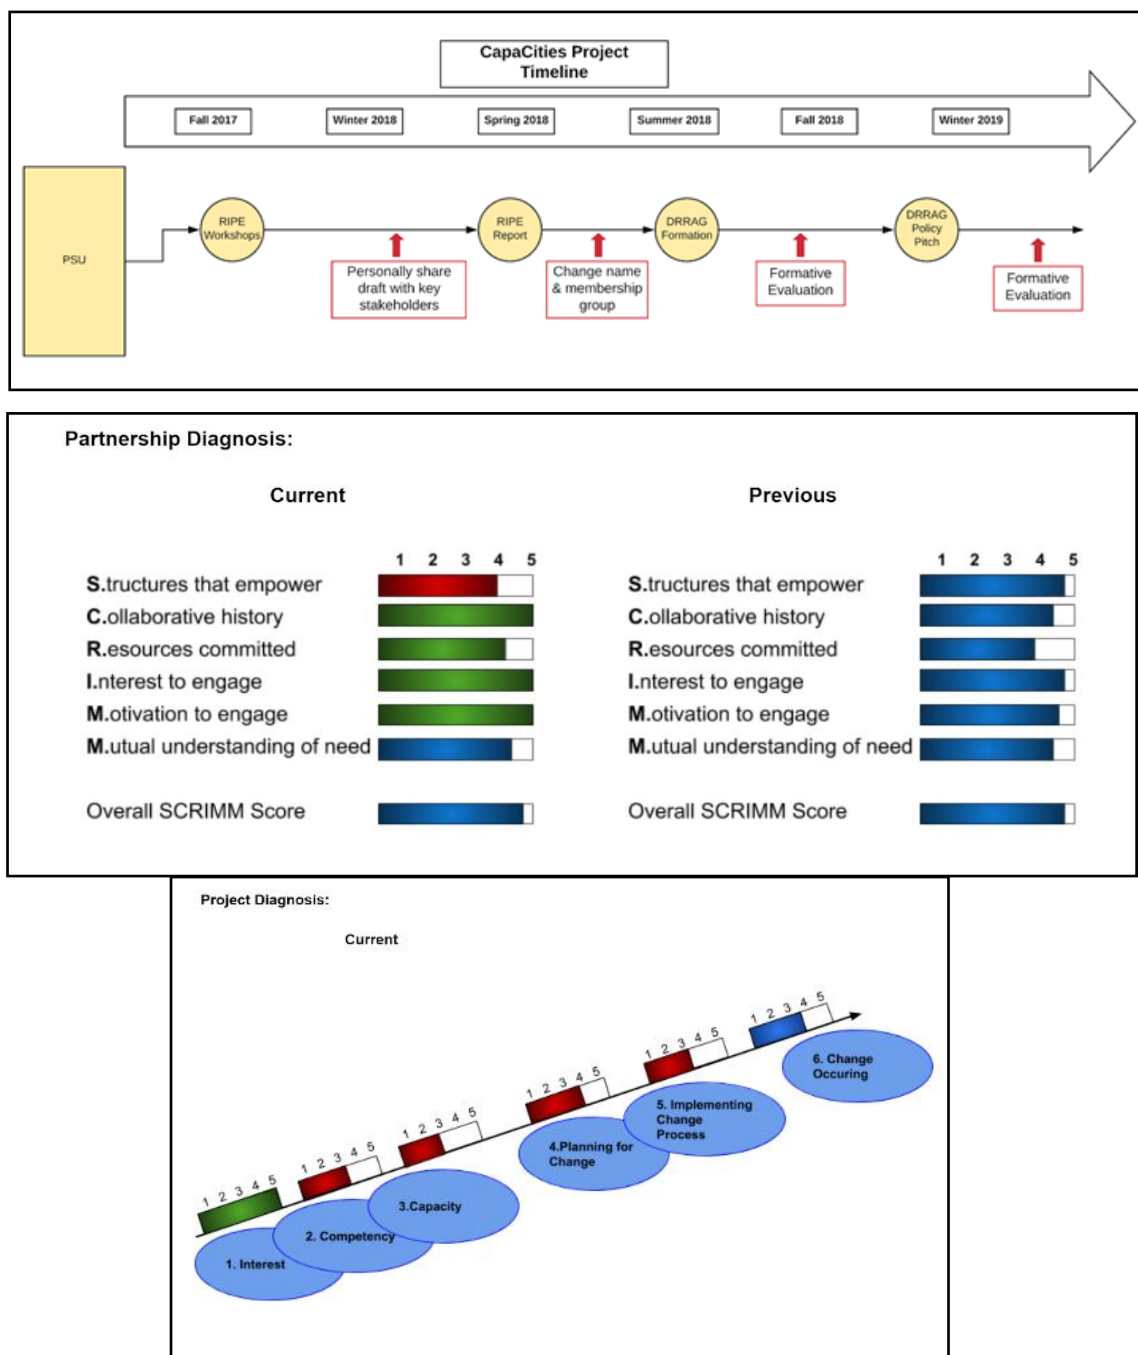 CapaCities Project
Timeline
Fall 2017
Winter 2018
Spring 2018
Summer 2018
Fall 2018
Winter 2019
PSU
RIPE
Workshops
RIPE
Report
DRRAG
Formation
DRRAG
Policy
Pitch
Personally share
draft with key
stakeholders
Change name
& membership
group
Formative
Evaluation
Formative
Evaluation
Partnership Diagnosis:
Current
Previous
1 2 3 4 5
1 2 3 4 5
S.tructures that empower
S.tructures that empower
C.ollaborative history
C.ollaborative history
R.esources committed
R.esources committed
I.nterest to engage
I.nterest to engage
M.otivation to engage
M.otivation to engage
M.utual understanding of need
M.utual understanding of need
Overall SCRIMM Score
Overall SCRIMM Score
Project Diagnosis:
Current
1 2 3 4 5
1. Interest
1 2 3 4 5
2. Competency
1 2 3 4 5
3.Capacity
1 2 3 4 5
4.Planning for
Change
1 2 3 4 5
5. Implementing
Change
Process
1 2 3 4 5
6. Change
Occuring